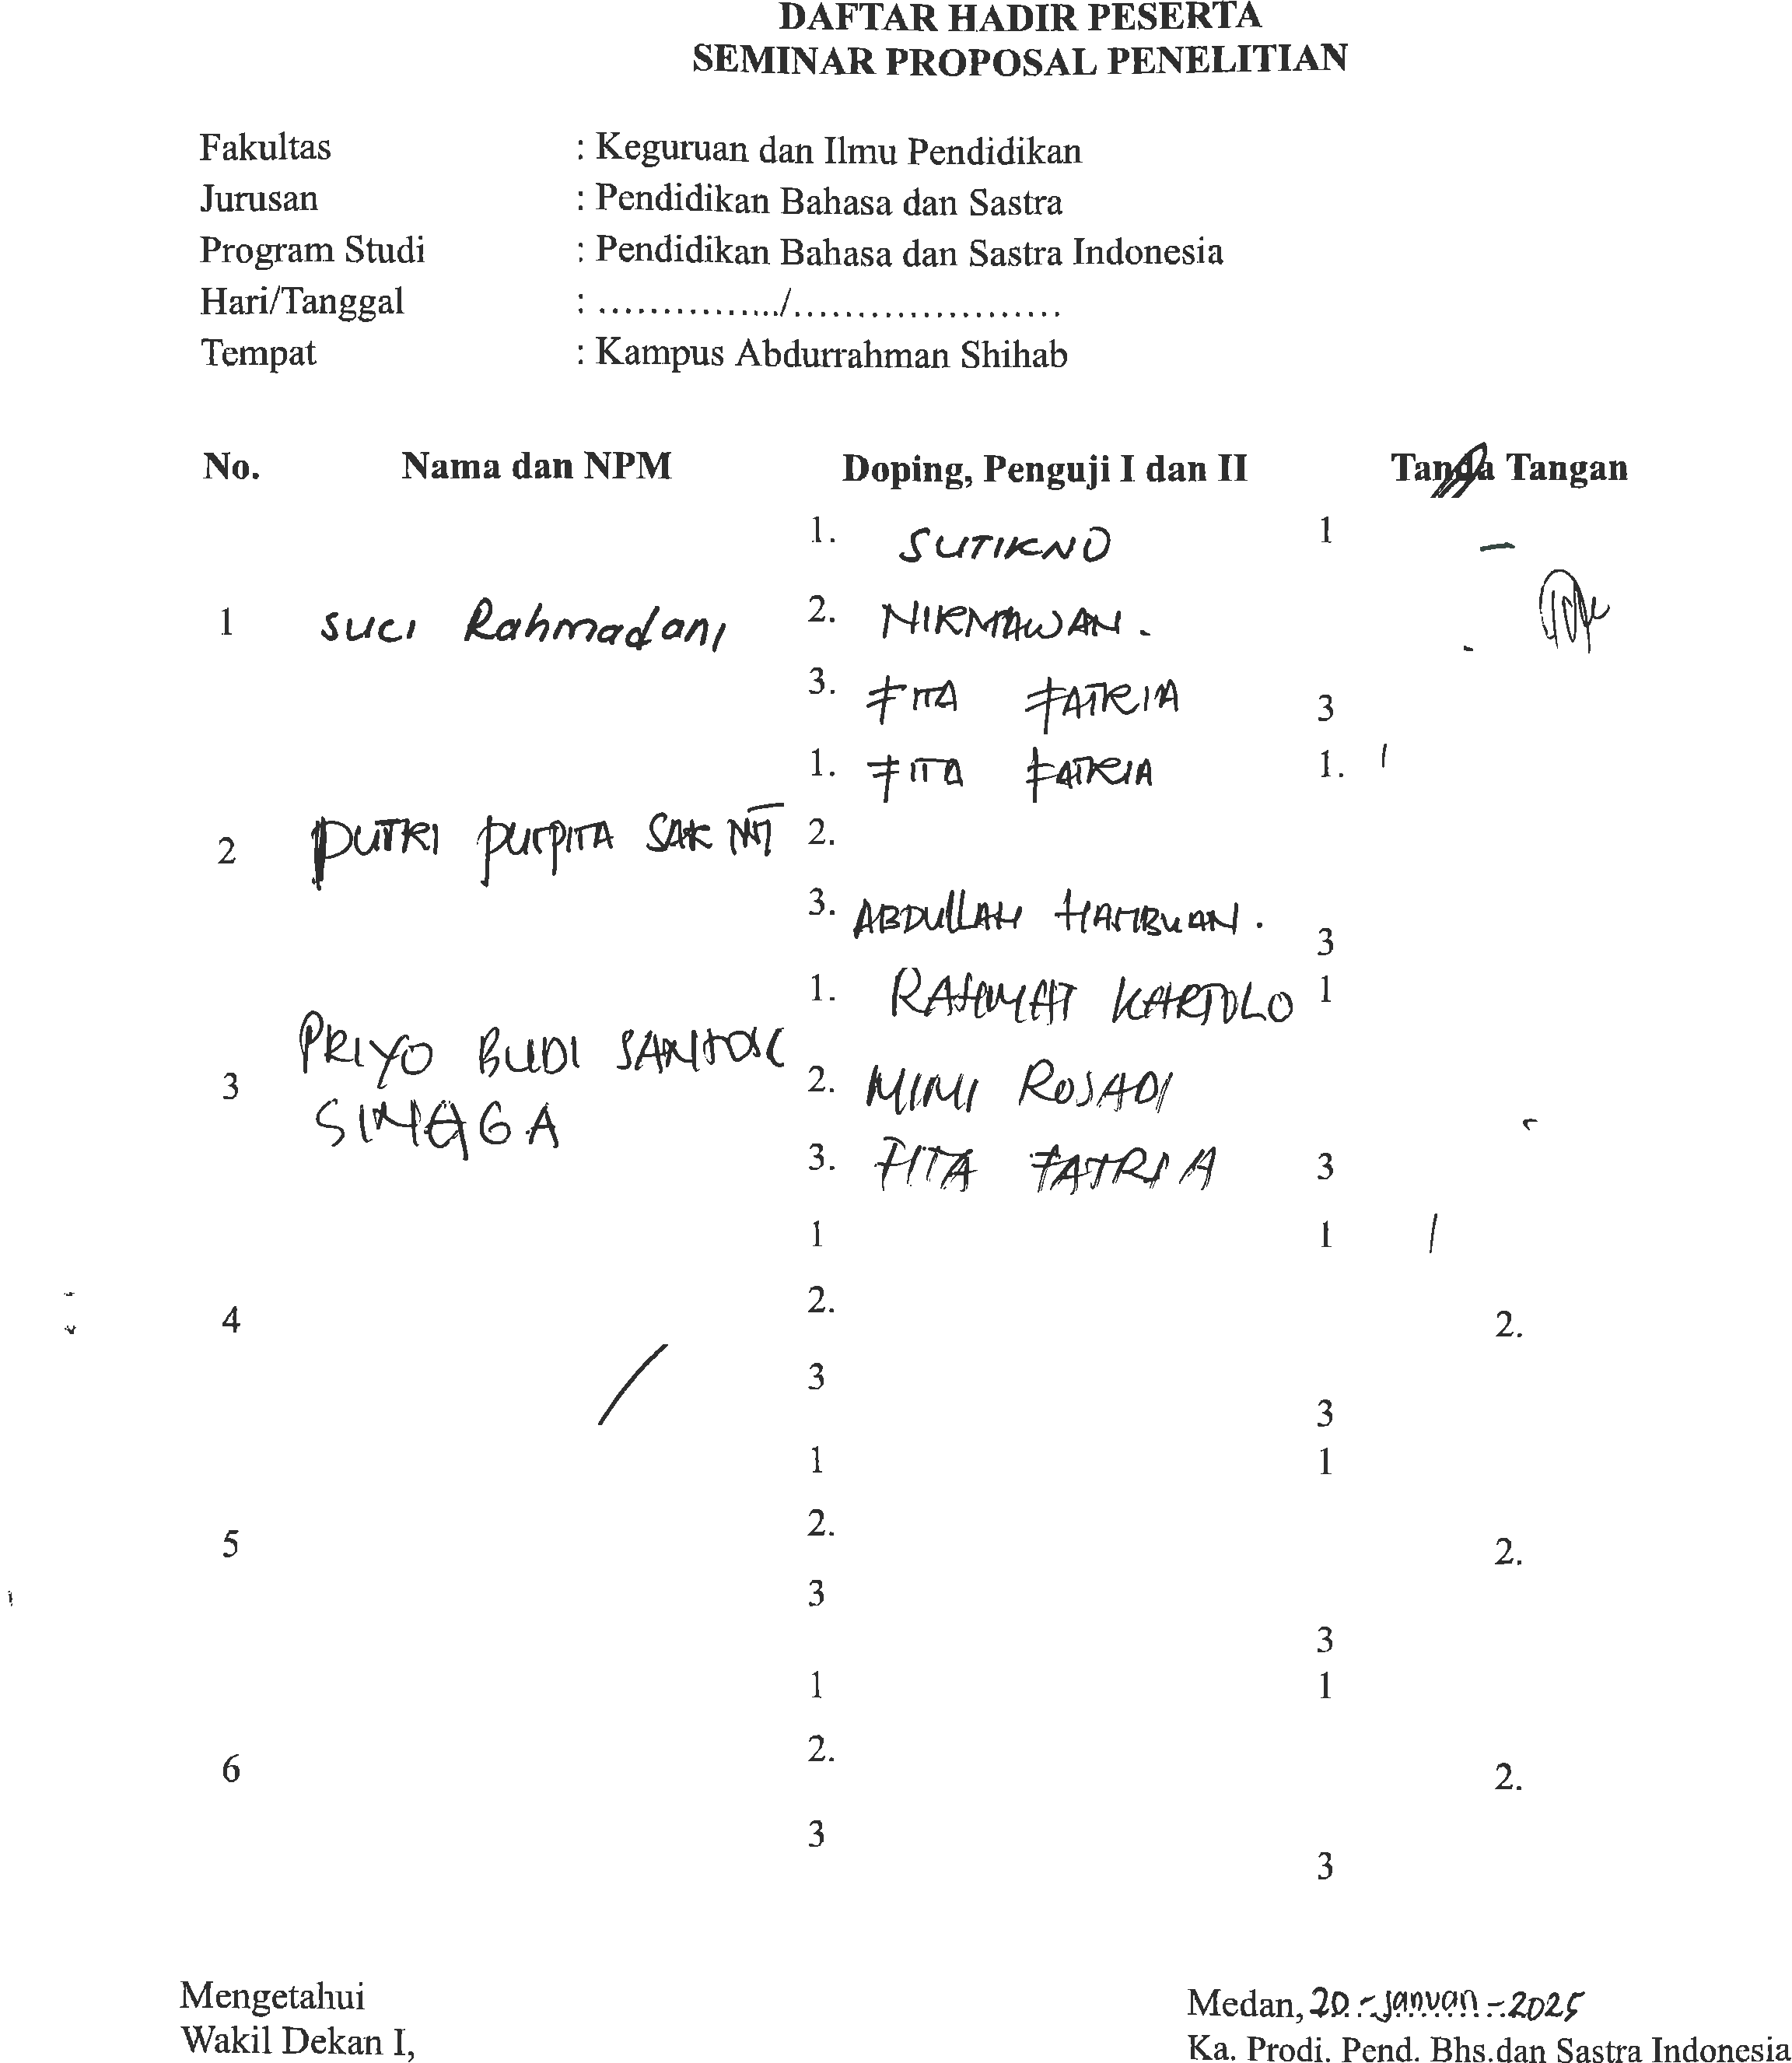 DAFTAR HADIR PESERTA
SEMINAR PROPOSAL PENELITIAN
Fakultas : Keguruan dan Ilmu Pendidikan
Jurusan : Pendidikan Bahasa dan Sastra
Program Studi : Pendidikan Bahasa dan Sastra Indonesia
Hari/Tanggal : ............../.....................
Tempat : Kampus Abdurrahman Shihab
No. Nama dan NPM Doping, Penguji I dan II Tanda Tangan
1. SUTIKNO 1
1 Suci Rahmadani 2. NIRMAWAN.
3. FITA FATRIA 3
1. FITA FATRIA 1.
2 PUTRI PUSPITA 2.
3. ABDULLAH HASIBUAN. 3
1. RAHMAT KARTOLO 1
PRIYO BUDI SANTOSO
3 2. MIMI ROSADI
SINAGA
3. FITA FATRIA 3
1 1
4 2. 2.
3 3
1 1
5 2. 2.
3 3
1 1
6 2. 2.
3 3
Mengetahui Medan, 20 - Januari - 2025
Wakil Dekan I, Ka. Prodi. Pend. Bhs.dan Sastra Indonesia